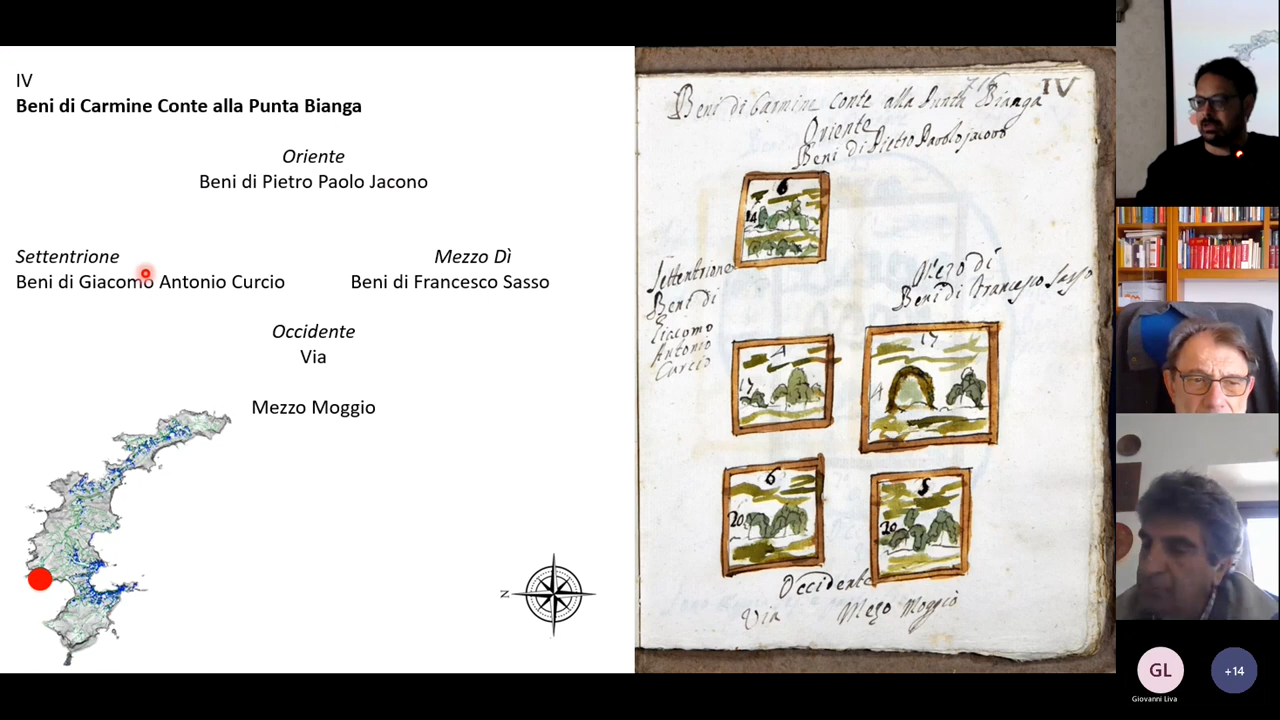 IV
Beni di Carmine Conte alla Punta Bianga
Oriente
Beni di Pietro Paolo Jacono
Settentrione
Mezzo Dì
Beni di Giacomo Antonio Curcio
Beni di Francesco Sasso
Occidente
Via
Mezzo Moggio
N
716
IV
Beni di Carmine Conte alla Punta Bianga
Oriente
Beni di Pietro Paolo jacono
6
14
Settentrione
Beni di
Giacomo
Antonio
Curcio
Mezo di
Beni di Francesco Sasso
4
17
17
4
6
20
5
20
Occidente
Via
Mezo Moggio
GL
Giovanni Liva
+14